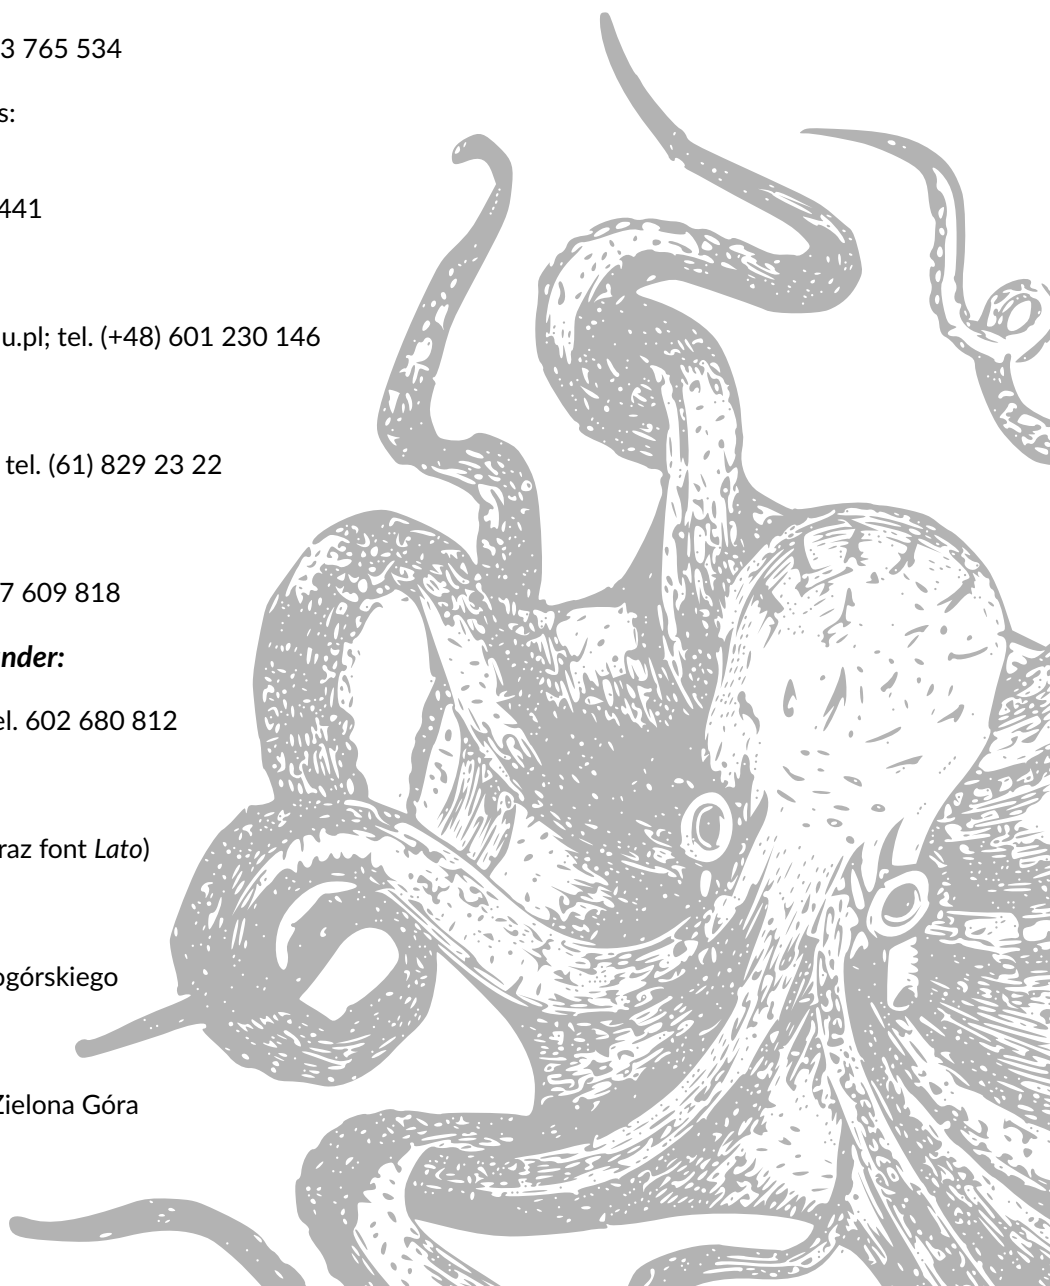 3 765 534
s:
441
u.pl; tel. (+48) 601 230 146
tel. (61) 829 23 22
7 609 818
nder:
el. 602 680 812
raz font Lato)
ogórskiego
Zielona Góra